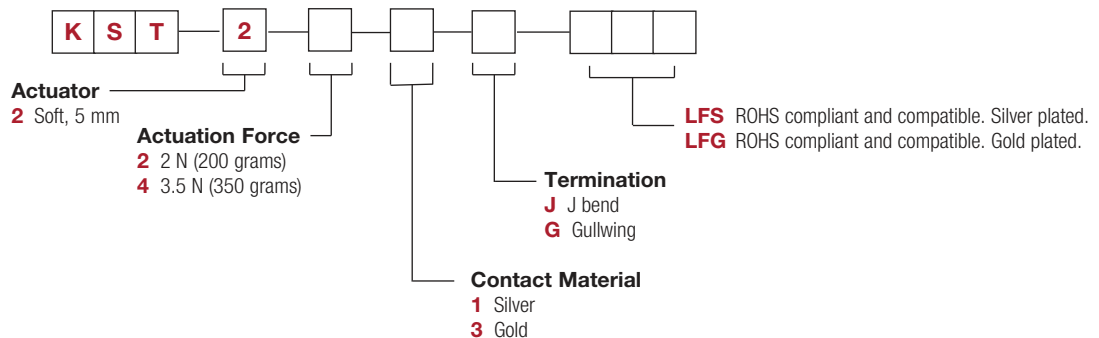 K S T 2
Actuator
2 Soft, 5 mm
Actuation Force
2 2 N (200 grams)
4 3.5 N (350 grams)
LFS ROHS compliant and compatible. Silver plated.
LFG ROHS compliant and compatible. Gold plated.
Termination
J J bend
G Gullwing
Contact Material
1 Silver
3 Gold